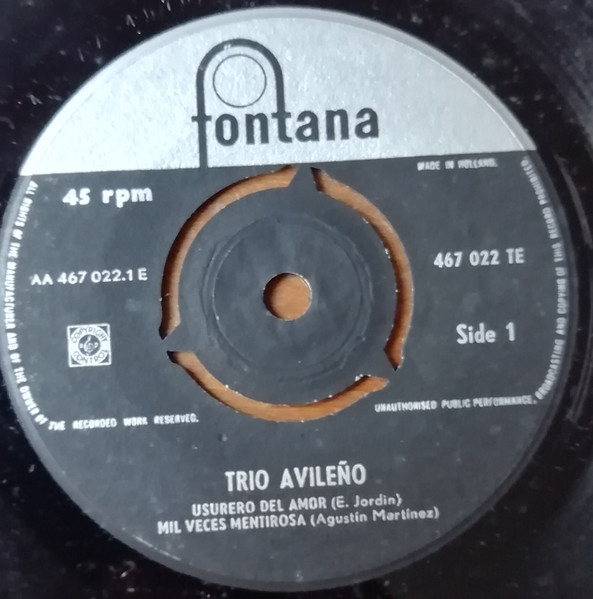 fontana
MADE IN HOLLAND.
45 rpm
AA 467 022.1 E
467 022 TE
Side 1
COPYRIGHT
CONTROL
ALL RIGHTS OF THE MANUFACTURER AND OF THE OWNER OF THE RECORDED WORK RESERVED.
UNAUTHORISED PUBLIC PERFORMANCE, BROADCASTING AND COPYING OF THIS RECORD PROHIBITED
TRIO AVILEÑO
USURERO DEL AMOR (E. Jordin)
MIL VECES MENTIROSA (Agustin Martinez)